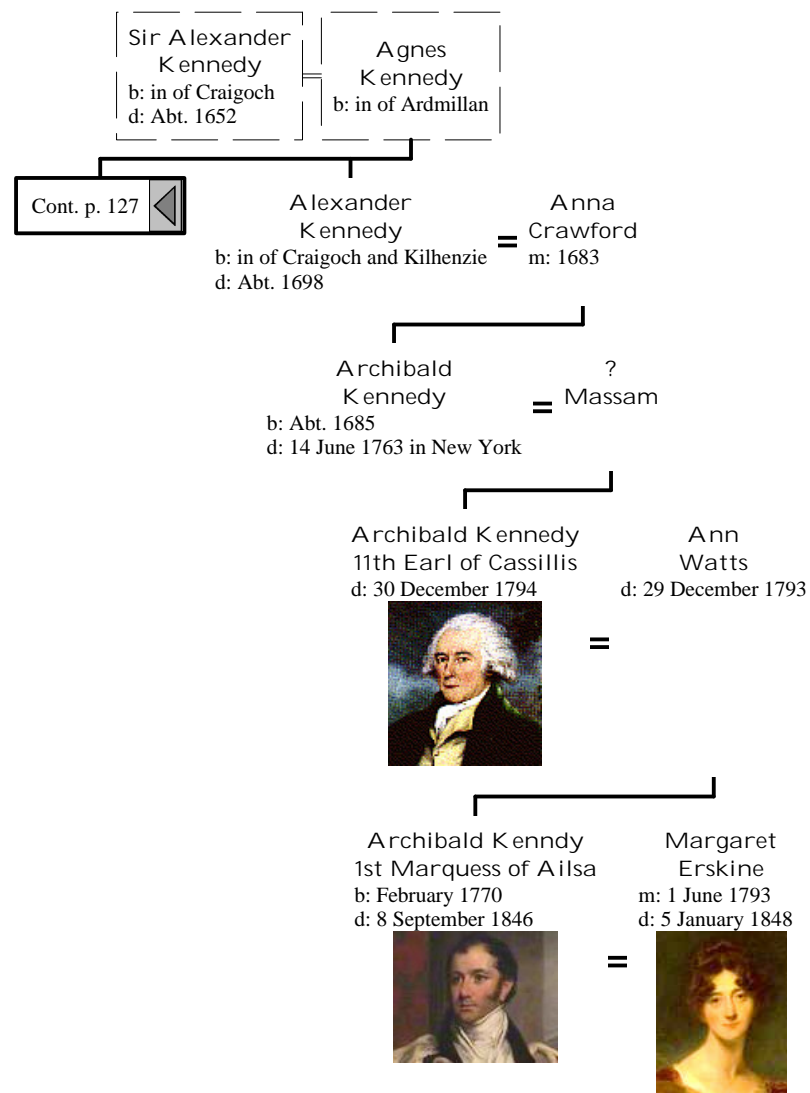 Sir Alexander
Kennedy
b: in of Craigoch
d: Abt. 1652
Agnes
Kennedy
b: in of Ardmillan
Cont. p. 127
Alexander
Kennedy
b: in of Craigoch and Kilhenzie
d: Abt. 1698
=
Anna
Crawford
m: 1683
Archibald
Kennedy
b: Abt. 1685
d: 14 June 1763 in New York
=
?
Massam
Archibald Kennedy
11th Earl of Cassillis
d: 30 December 1794
=
Ann
Watts
d: 29 December 1793
Archibald Kenndy
1st Marquess of Ailsa
b: February 1770
d: 8 September 1846
=
Margaret
Erskine
m: 1 June 1793
d: 5 January 1848